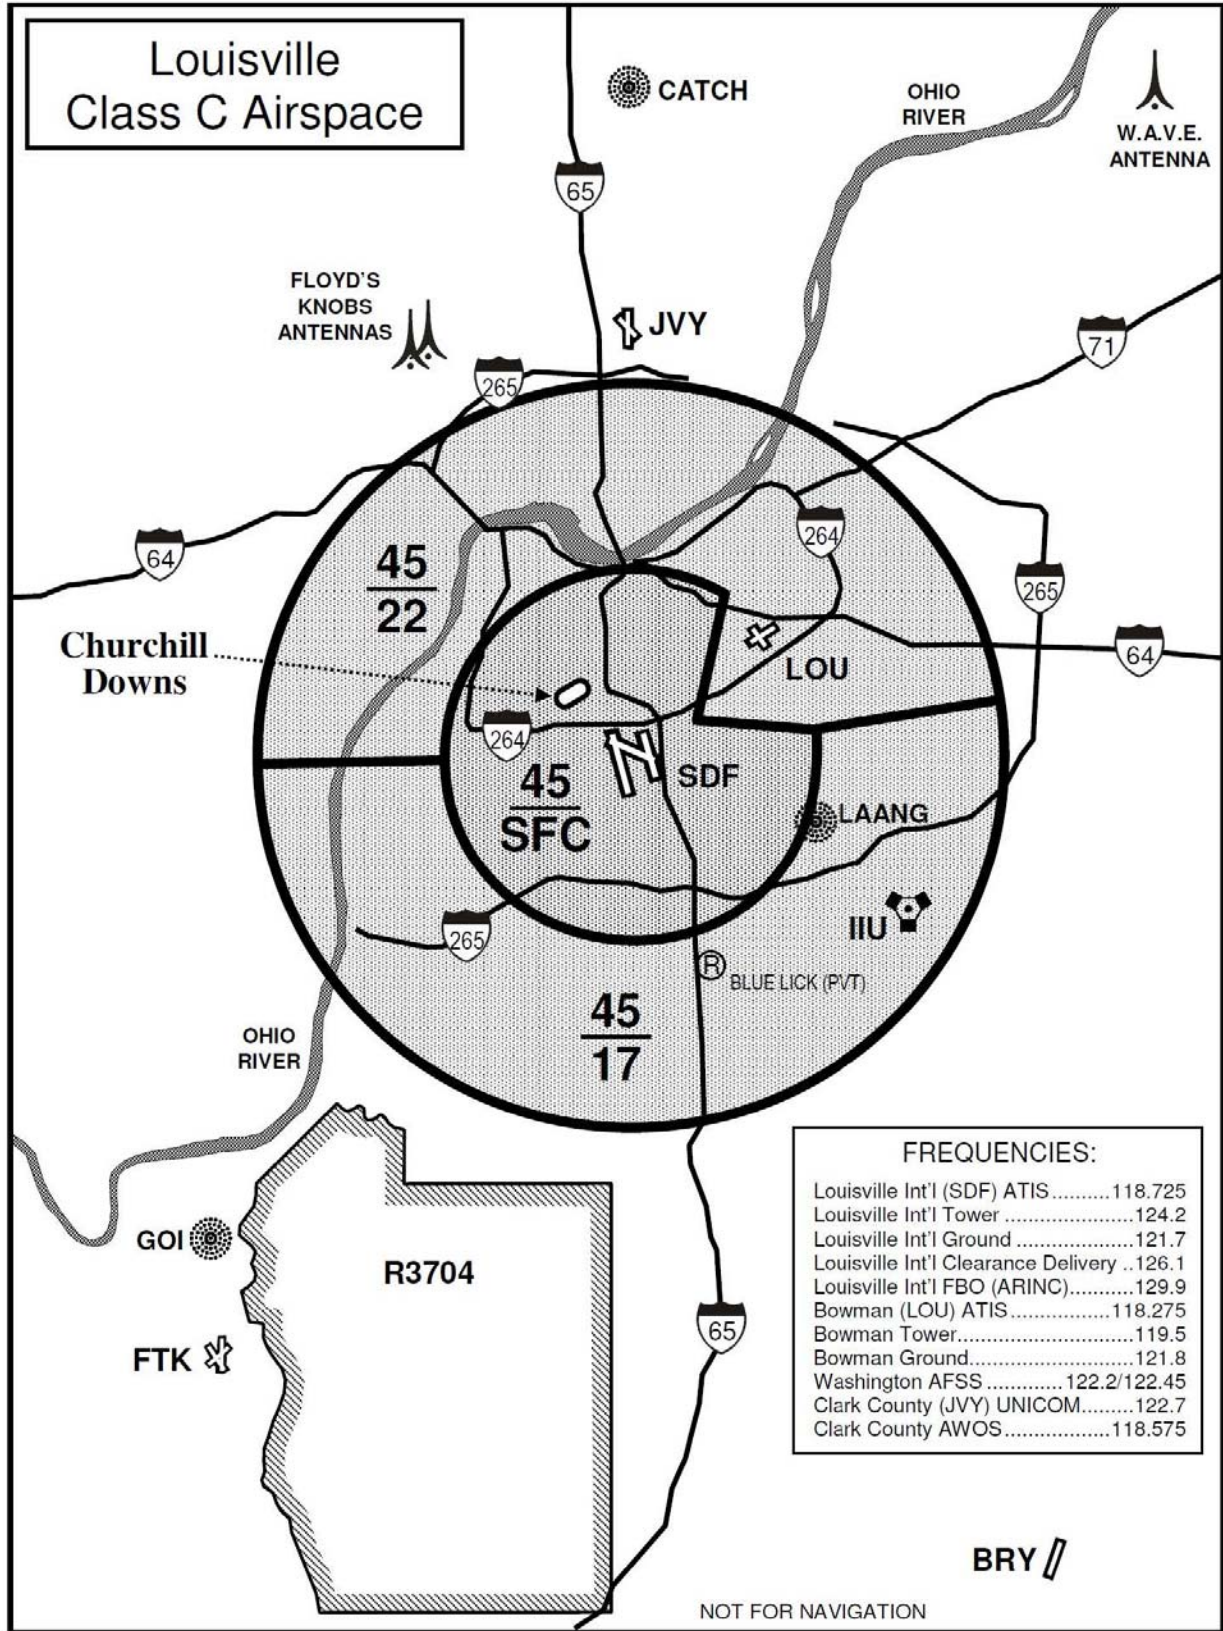 Louisville
Class C Airspace
CATCH
OHIO
RIVER
W.A.V.E.
ANTENNA
65
FLOYD'S
KNOBS
ANTENNAS
JVY
71
265
264
64
45
22
265
Churchill
Downs
LOU
64
264
SDF
45
SFC
LAANG
265
IIU
R
BLUE LICK (PVT)
45
17
OHIO
RIVER
GOI
R3704
FTK
65
FREQUENCIES:
Louisville Int'l (SDF) ATIS..........118.725
Louisville Int'l Tower ......................124.2
Louisville Int'l Ground ....................121.7
Louisville Int'l Clearance Delivery ..126.1
Louisville Int'l FBO (ARINC)...........129.9
Bowman (LOU) ATIS.................118.275
Bowman Tower..............................119.5
Bowman Ground............................121.8
Washington AFSS .............122.2/122.45
Clark County (JVY) UNICOM.........122.7
Clark County AWOS..................118.575
BRY
NOT FOR NAVIGATION